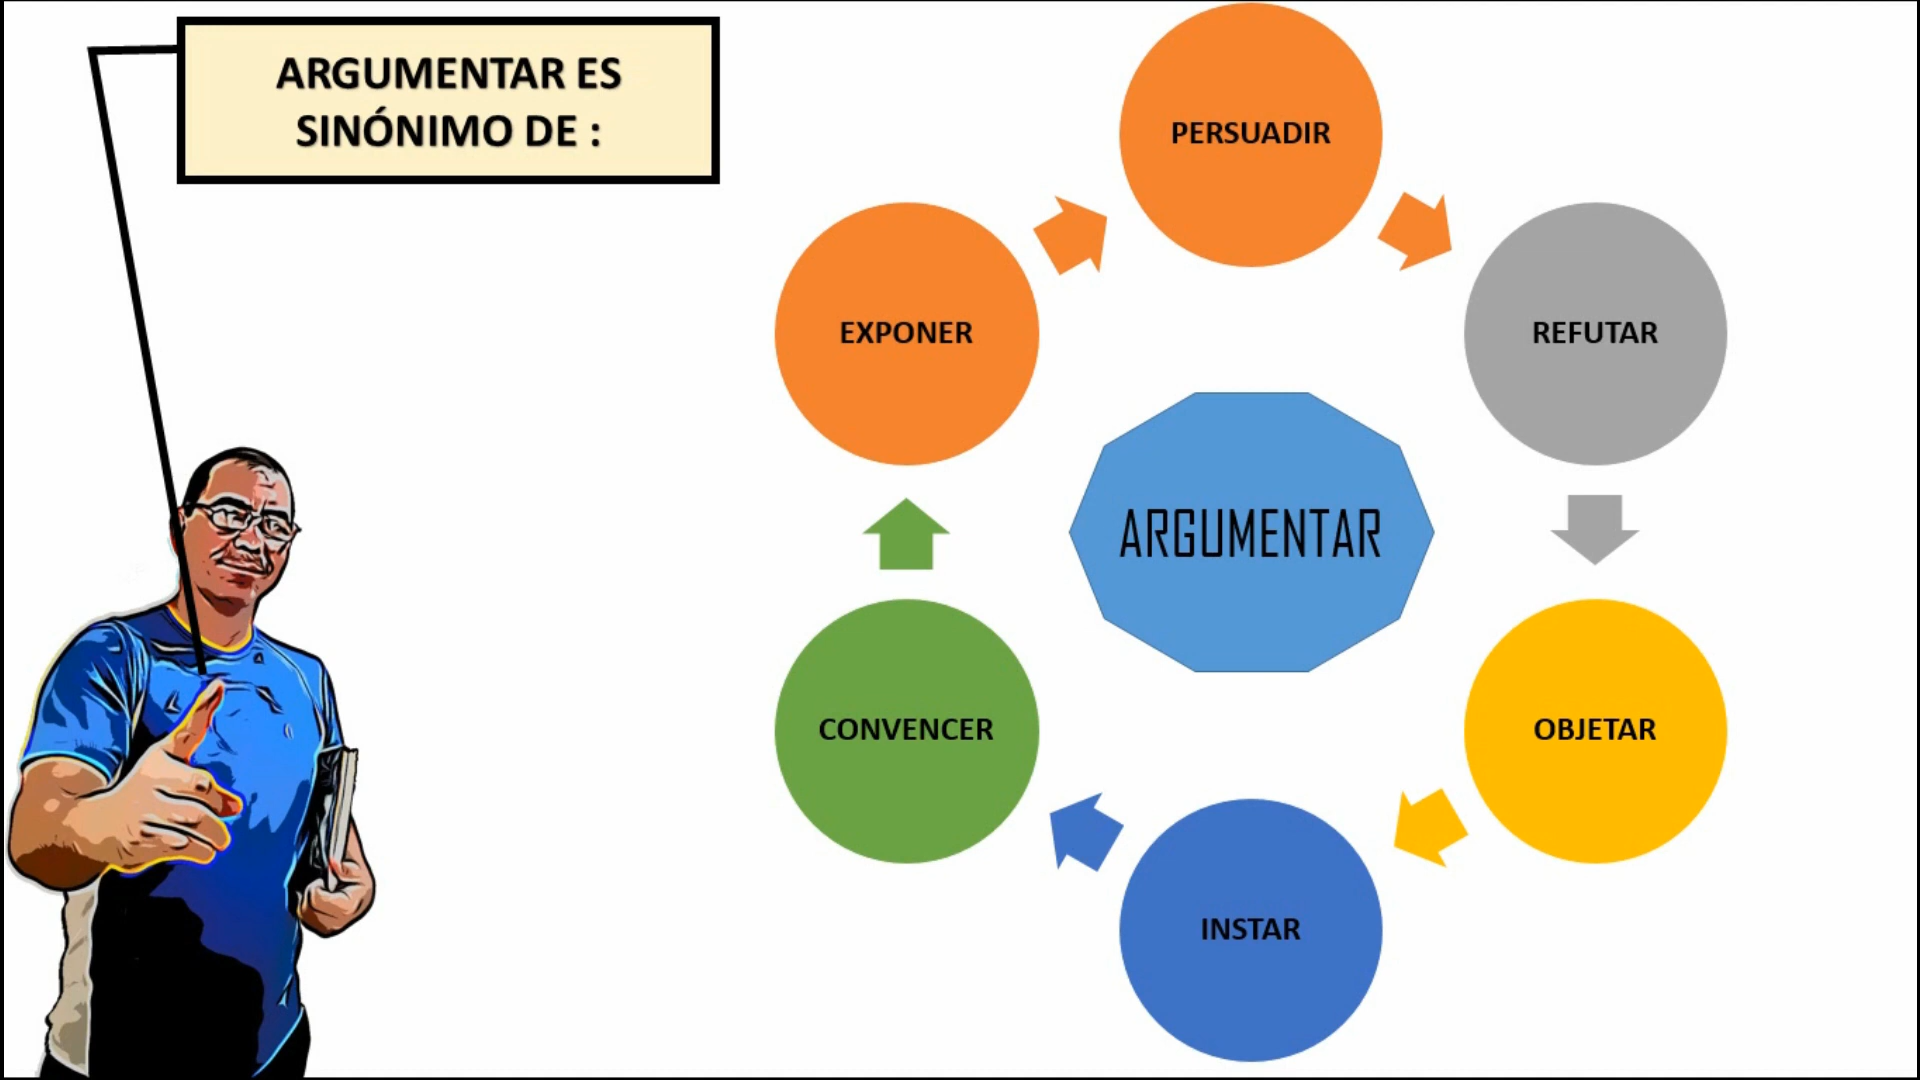 ARGUMENTAR ES
SINÓNIMO DE :
PERSUADIR
REFUTAR
OBJETAR
INSTAR
CONVENCER
EXPONER
ARGUMENTAR